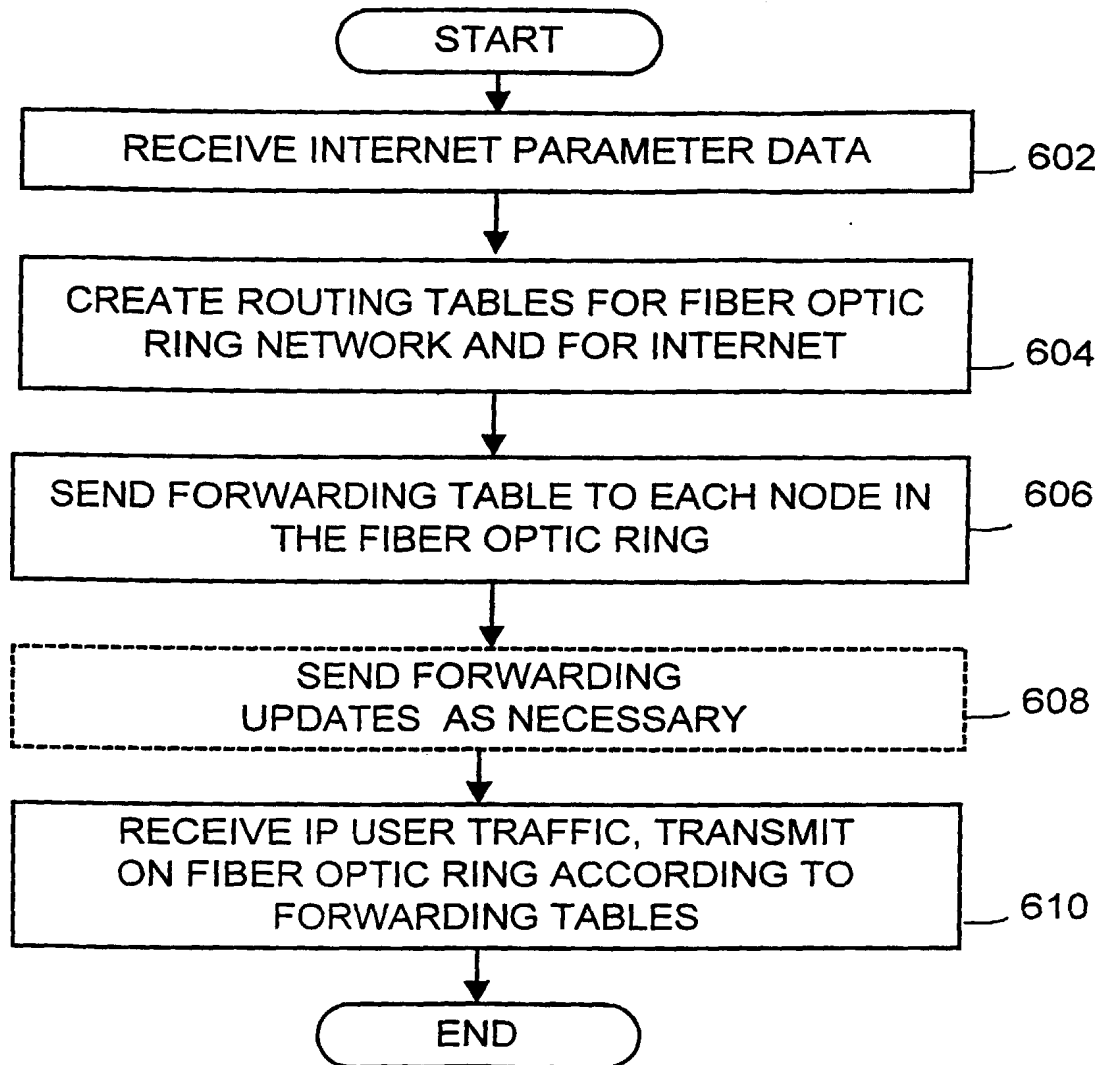 START
RECEIVE INTERNET PARAMETER DATA
602
CREATE ROUTING TABLES FOR FIBER OPTIC
RING NETWORK AND FOR INTERNET
604
SEND FORWARDING TABLE TO EACH NODE IN
THE FIBER OPTIC RING
606
SEND FORWARDING
UPDATES AS NECESSARY
608
RECEIVE IP USER TRAFFIC, TRANSMIT
ON FIBER OPTIC RING ACCORDING TO
FORWARDING TABLES
610
END